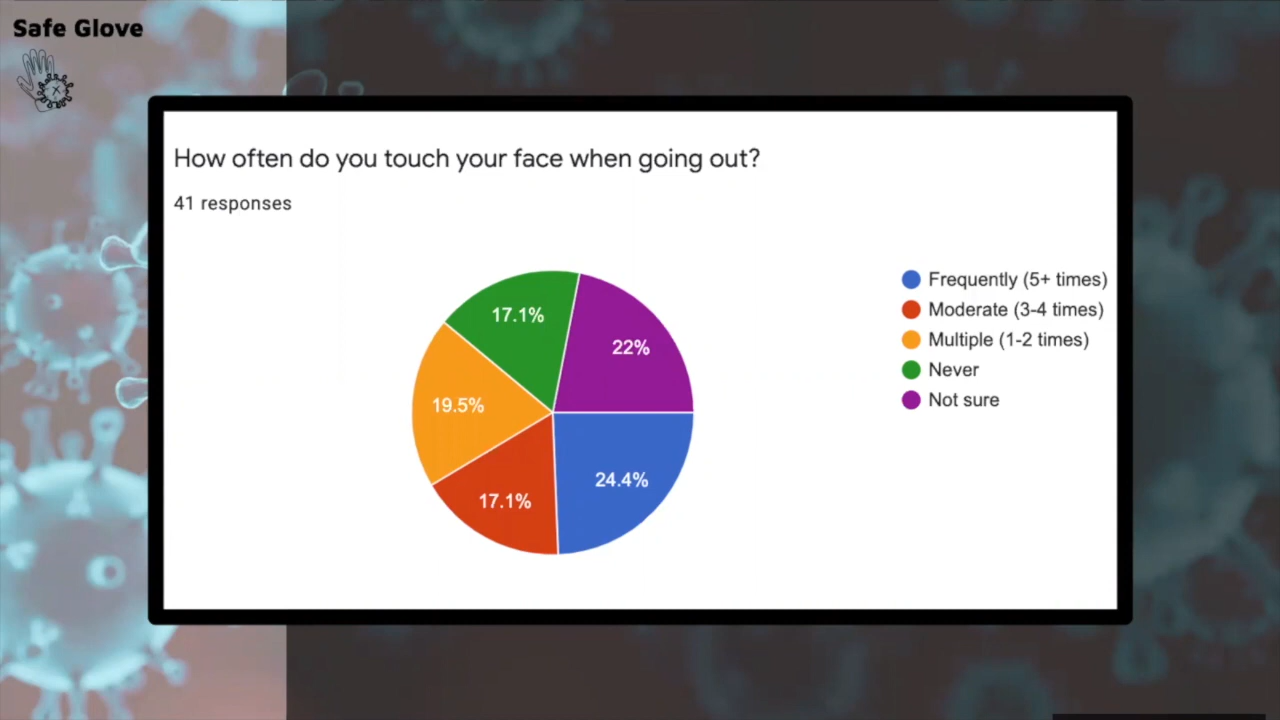 Safe Glove
How often do you touch your face when going out?
41 responses
Frequently (5+ times)
Moderate (3-4 times)
Multiple (1-2 times)
Never
Not sure
17.1%
22%
19.5%
24.4%
17.1%